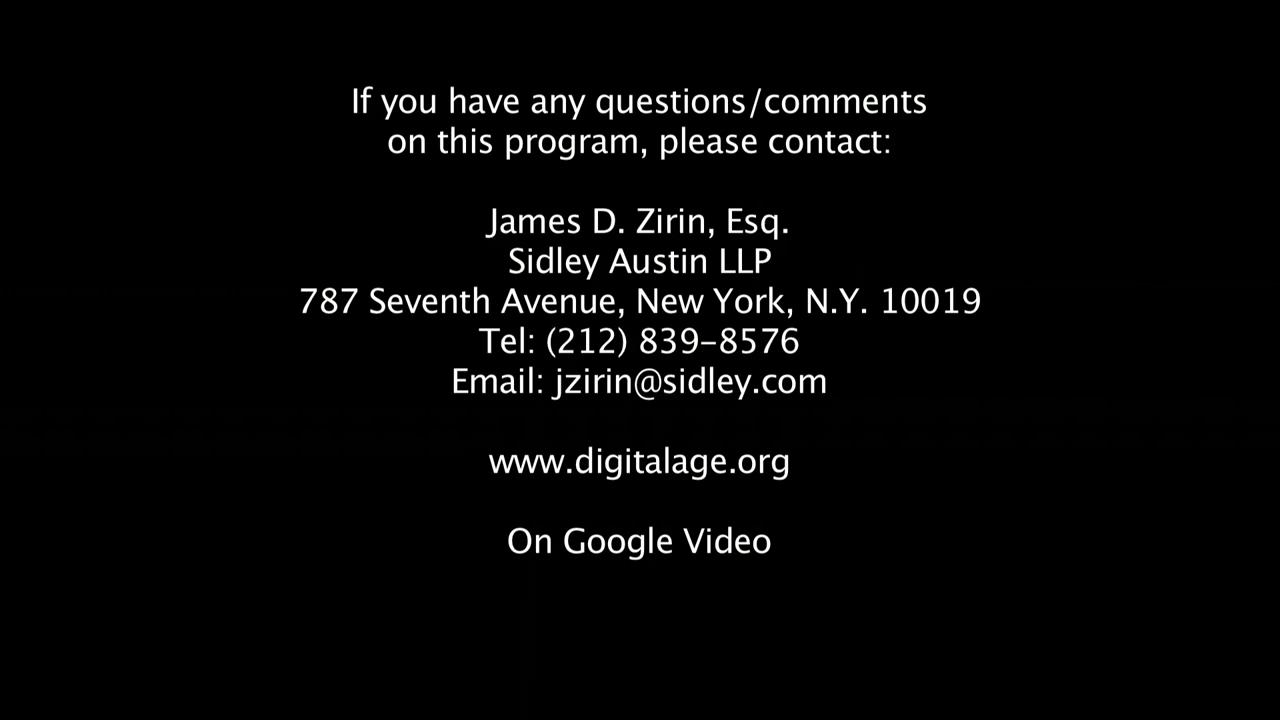 If you have any questions/comments
on this program, please contact:
James D. Zirin, Esq.
Sidley Austin LLP
787 Seventh Avenue, New York, N.Y. 10019
Tel: (212) 839-8576
Email: jzirin@sidley.com
www.digitalage.org
On Google Video